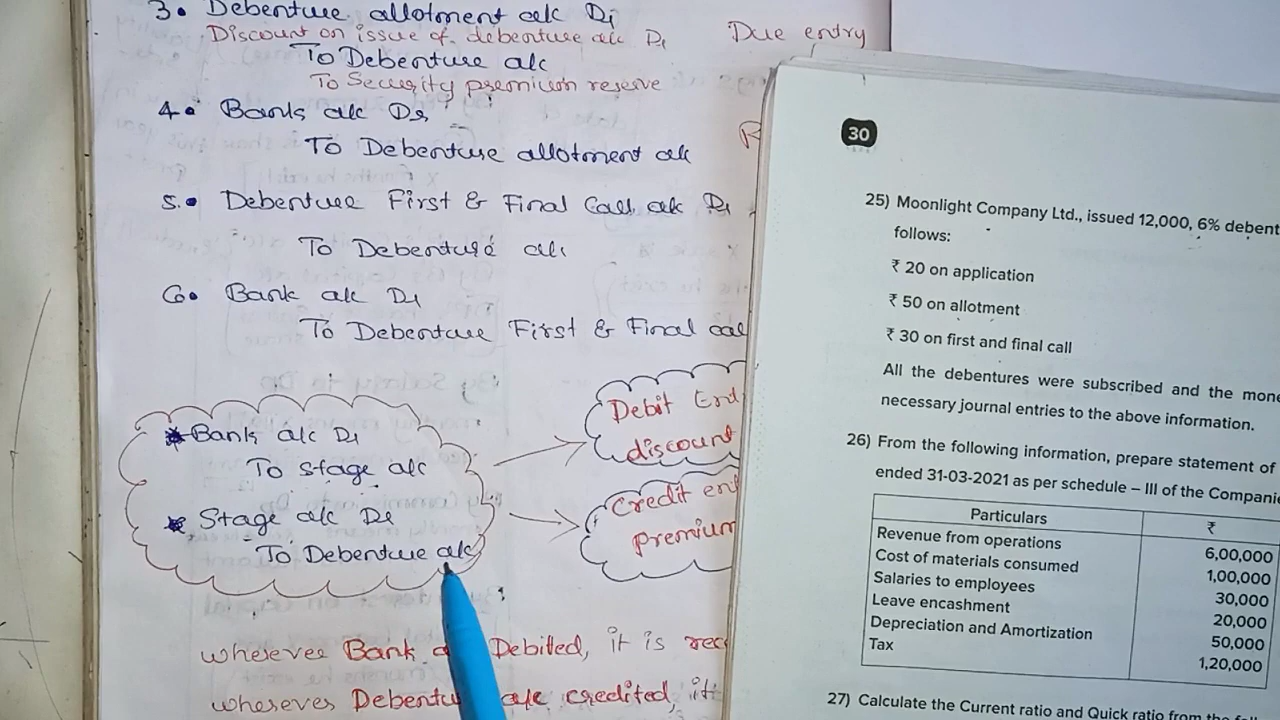 3. Debenture allotment a/c Dr
Discount on issue of debenture a/c Dr Due entry
To Debenture a/c
To Security premium reserve
4. Bank a/c Dr
To Debenture allotment a/c
5. Debenture First & Final Call a/c Dr
To Debenture a/c
6. Bank a/c Dr
To Debenture First & Final cal
Bank a/c Dr
To stage a/c
Stage a/c Dr
To Debenture a/c
Debit
discount
Credit
premium
wherever Bank Debited, it is rec
wherever Debentu a/c credited, it
30
25) Moonlight Company Ltd., issued 12,000, 6% debent
follows:
₹ 20 on application
₹ 50 on allotment
₹ 30 on first and final call
All the debentures were subscribed and the mone
necessary journal entries to the above information.
26) From the following information, prepare statement of
ended 31-03-2021 as per schedule – III of the Companie
Particulars ₹
Revenue from operations 6,00,000
Cost of materials consumed 1,00,000
Salaries to employees 30,000
Leave encashment 20,000
Depreciation and Amortization 50,000
Tax 1,20,000
27) Calculate the Current ratio and Quick ratio from the